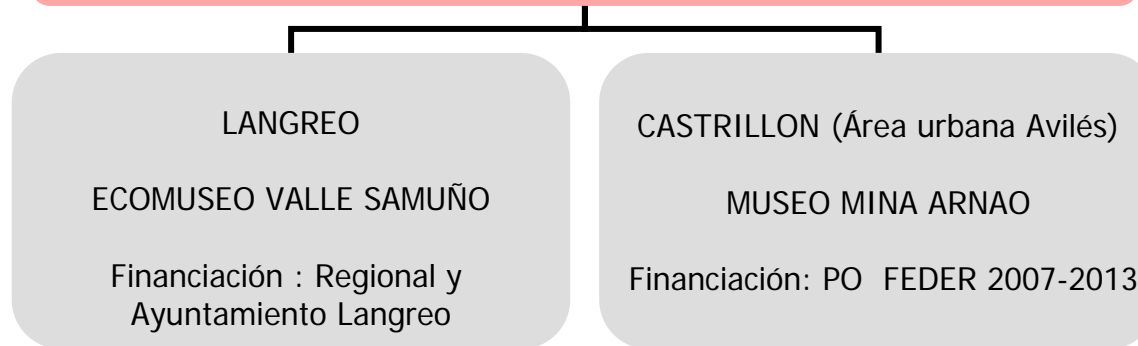 LANGREO
ECOMUSEO VALLE SAMUÑO
Financiación : Regional y
Ayuntamiento Langreo
CASTRILLON (Área urbana Avilés)
MUSEO MINA ARNAO
Financiación: PO FEDER 2007-2013